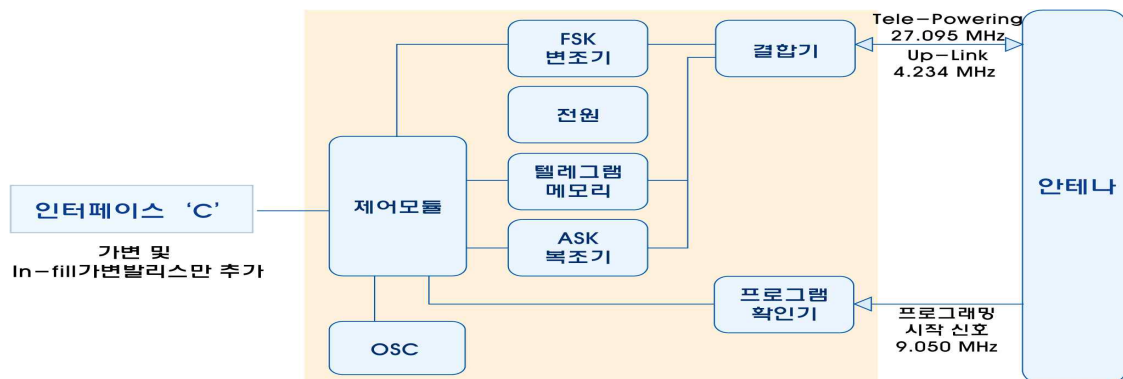 FSK
변조기
결합기
Tele-Powering
27.095 MHz
Up-Link
4.234 MHz
전원
텔레그램
메모리
안테나
인터페이스 ‘C’
제어모듈
가변 및
In-fill가변발리스만 추가
ASK
복조기
프로그램
확인기
프로그래밍
시작 신호
9.050 MHz
OSC